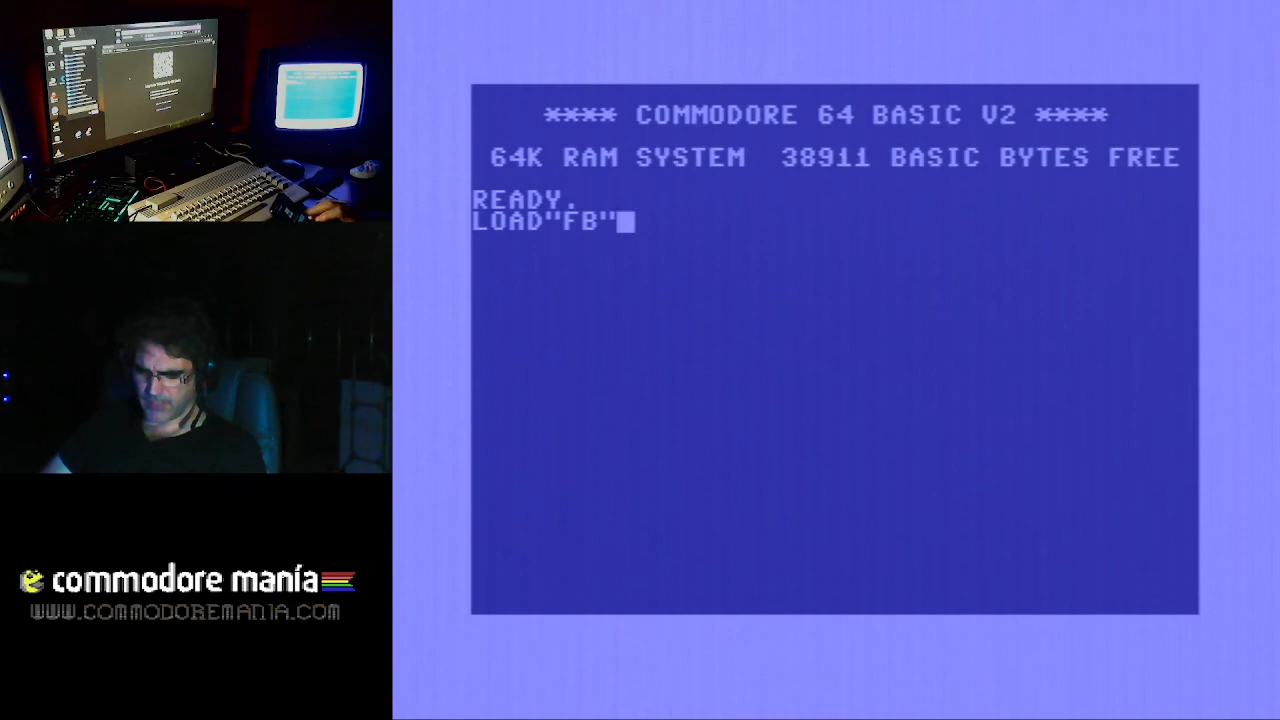 **** COMMODORE 64 BASIC V2 ****
64K RAM SYSTEM  38911 BASIC BYTES FREE
READY.
LOAD"FB"
commodore manía
WWW.COMMODOREMANIA.COM